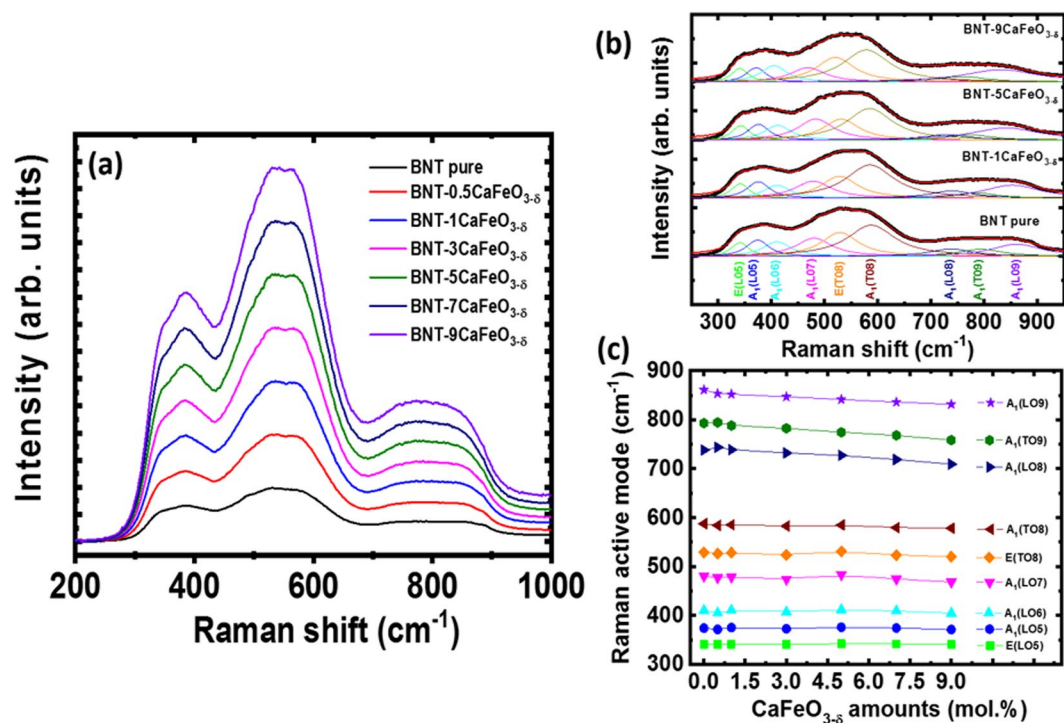 (a)
Intensity (arb. units)
BNT pure
BNT-0.5CaFeO₃₋δ
BNT-1CaFeO₃₋δ
BNT-3CaFeO₃₋δ
BNT-5CaFeO₃₋δ
BNT-7CaFeO₃₋δ
BNT-9CaFeO₃₋δ
200 400 600 800 1000
Raman shift (cm⁻¹)
(b)
Intensity (arb. units)
BNT-9CaFeO₃₋δ
BNT-5CaFeO₃₋δ
BNT-1CaFeO₃₋δ
BNT pure
E(LO5)
A₁(LO5)
A₁(LO6)
A₁(LO7)
E(TO8)
A₁(TO8)
A₁(LO8)
A₁(TO9)
A₁(LO9)
300 400 500 600 700 800 900
Raman shift (cm⁻¹)
(c)
Raman active mode (cm⁻¹)
900
800
700
600
500
400
300
A₁(LO9)
A₁(TO9)
A₁(LO8)
A₁(TO8)
E(TO8)
A₁(LO7)
A₁(LO6)
A₁(LO5)
E(LO5)
0.0 1.5 3.0 4.5 6.0 7.5 9.0
CaFeO₃₋δ amounts (mol.%)